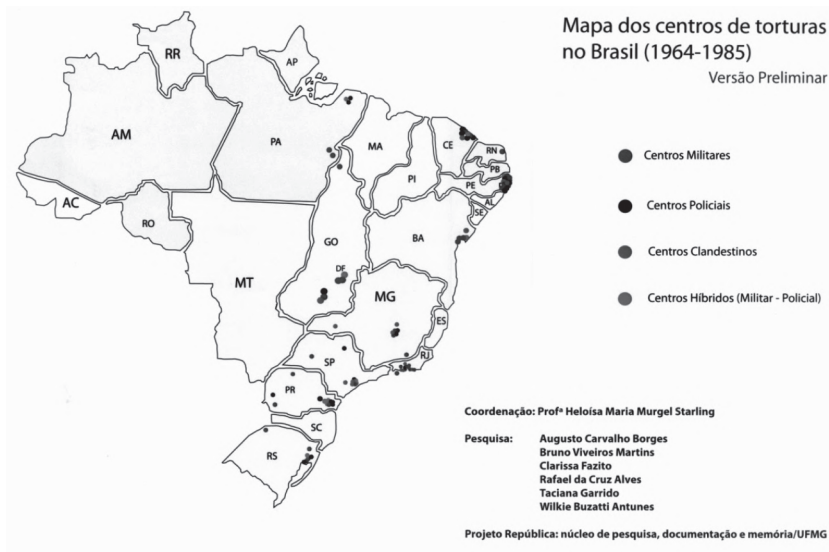 Mapa dos centros de torturas
no Brasil (1964-1985)
Versão Preliminar
RR
AP
AM
PA
MA
CE
RN
PB
PI
PE
AL
SE
AC
RO
BA
GO
DF
MT
MG
ES
SP
RJ
PR
SC
RS
Centros Militares
Centros Policiais
Centros Clandestinos
Centros Híbridos (Militar - Policial)
Coordenação: Profª Heloísa Maria Murgel Starling
Pesquisa: Augusto Carvalho Borges
Bruno Viveiros Martins
Clarissa Fazito
Rafael da Cruz Alves
Taciana Garrido
Wilkie Buzatti Antunes
Projeto República: núcleo de pesquisa, documentação e memória/UFMG